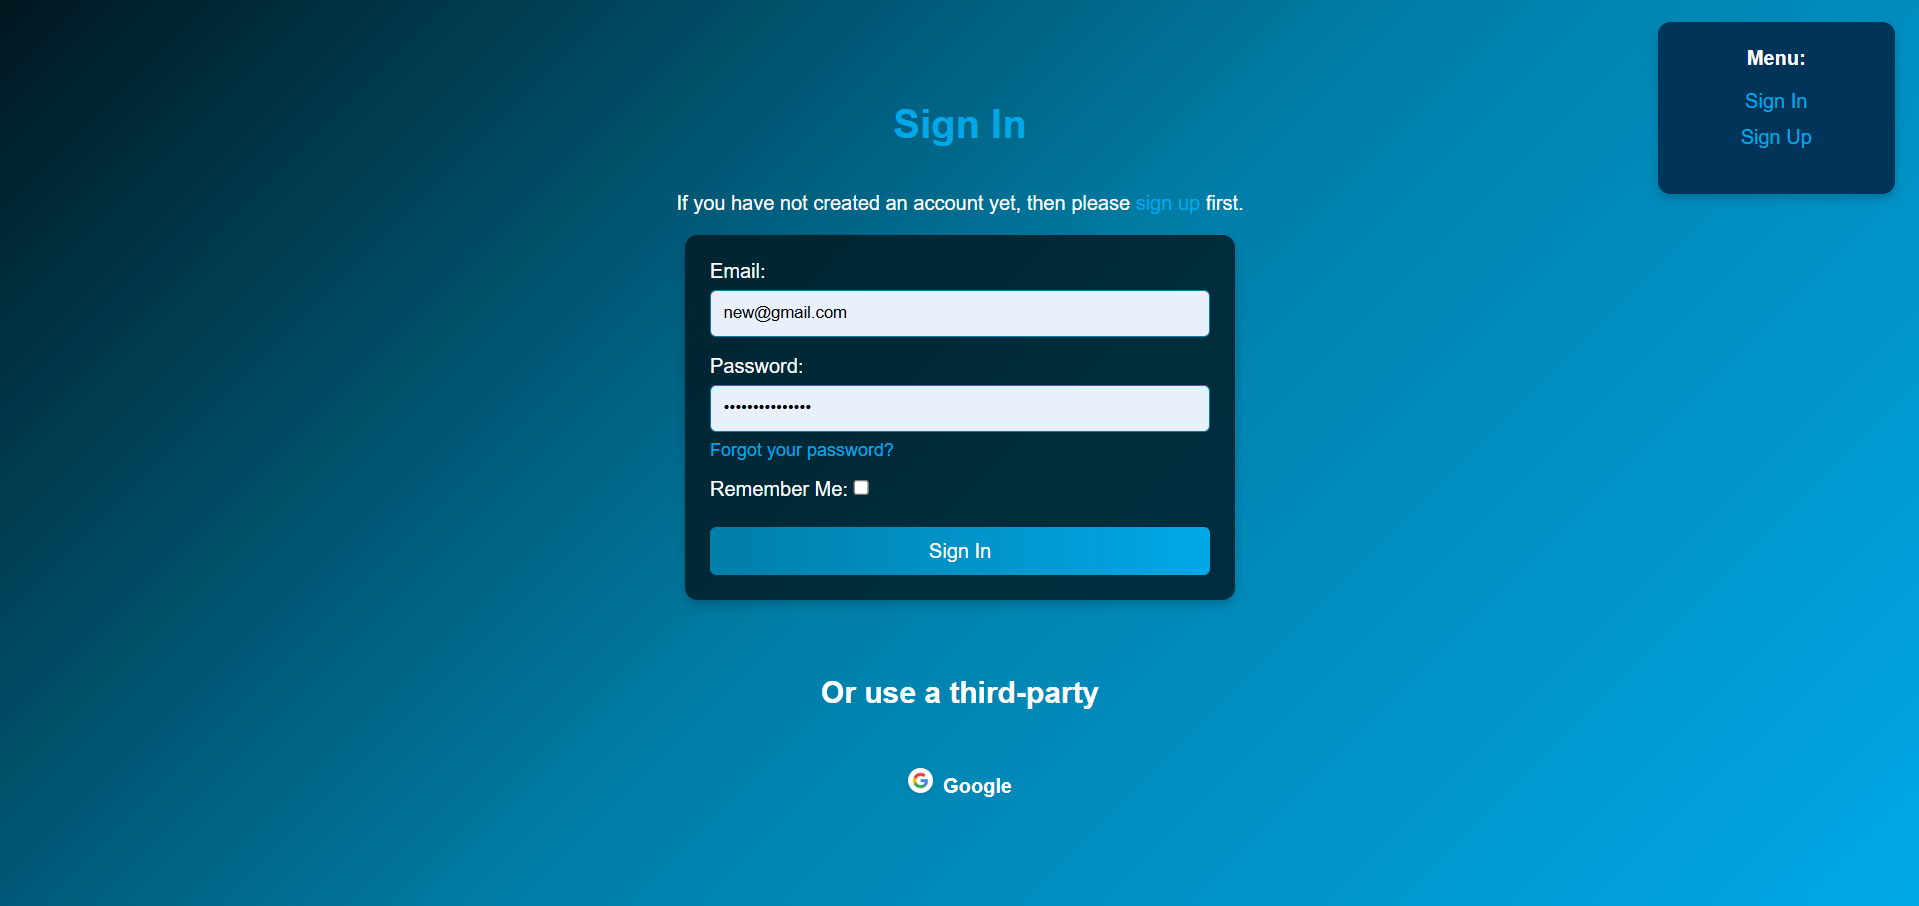 Menu:
Sign In
Sign Up
Sign In
If you have not created an account yet, then please sign up first.
Email:
new@gmail.com
Password:
•••••••••••••••
Forgot your password?
Remember Me:
Sign In
Or use a third-party
Google